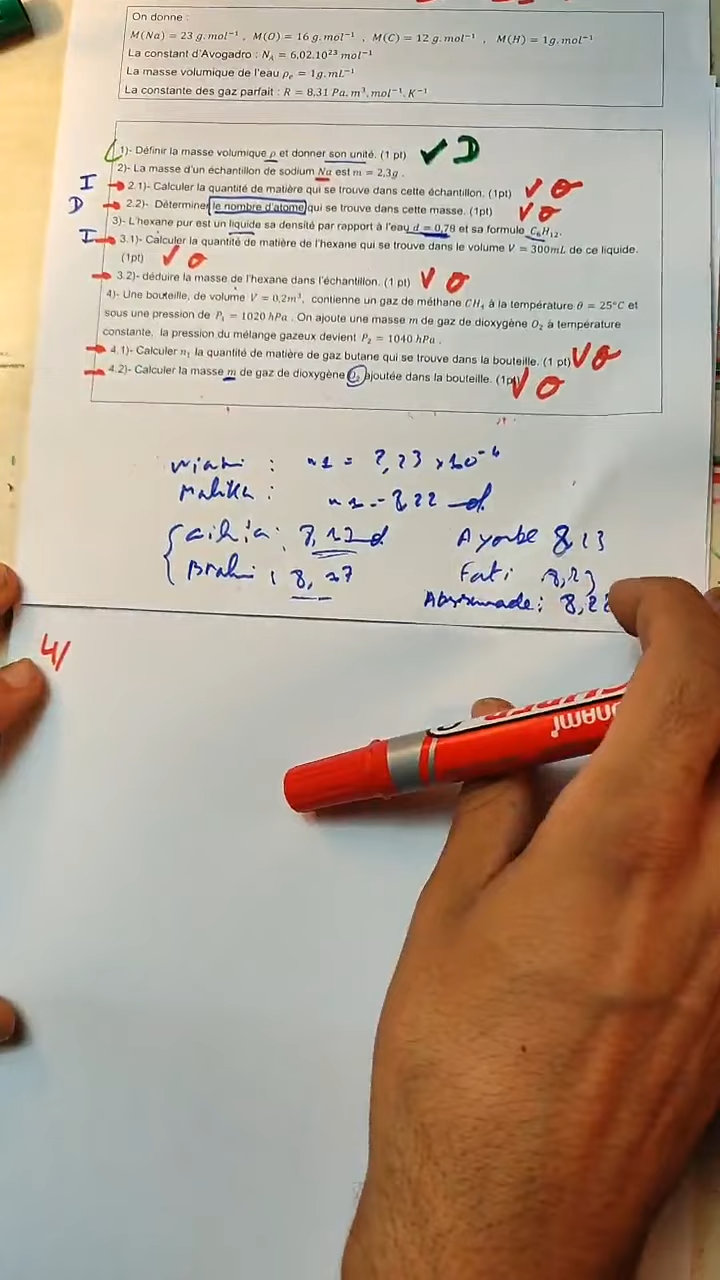 On donne :
M(Na) = 23 g.mol⁻¹ , M(O) = 16 g.mol⁻¹ , M(C) = 12 g.mol⁻¹ , M(H) = 1g.mol⁻¹
La constant d'Avogadro : N_A = 6,02.10²³ mol⁻¹
La masse volumique de l'eau ρₑ = 1g.mL⁻¹
La constante des gaz parfait : R = 8,31 Pa.m³.mol⁻¹.K⁻¹
1)- Définir la masse volumique ρ et donner son unité. (1 pt) D
2)- La masse d'un échantillon de sodium Na est m = 2,3g .
I 2.1)- Calculer la quantité de matière qui se trouve dans cette échantillon. (1pt)
D 2.2)- Déterminer le nombre d'atome qui se trouve dans cette masse. (1pt)
3)- L'hexane pur est un liquide sa densité par rapport à l'eau d = 0,78 et sa formule C₆H₁₂.
I 3.1)- Calculer la quantité de matière de l'hexane qui se trouve dans le volume V = 300mL de ce liquide.
(1pt)
3.2)- déduire la masse de l'hexane dans l'échantillon. (1 pt)
4)- Une bouteille, de volume V = 0,2m³, contienne un gaz de méthane CH₄ à la température θ = 25°C et
sous une pression de P₁ = 1020 hPa . On ajoute une masse m de gaz de dioxygène O₂ à température
constante, la pression du mélange gazeux devient P₂ = 1040 hPa .
4.1)- Calculer n₁ la quantité de matière de gaz butane qui se trouve dans la bouteille. (1 pt)
4.2)- Calculer la masse m de gaz de dioxygène O₂ ajoutée dans la bouteille. (1pt)
Malika :
Ayoube 8,23
Fati 8,23
4/